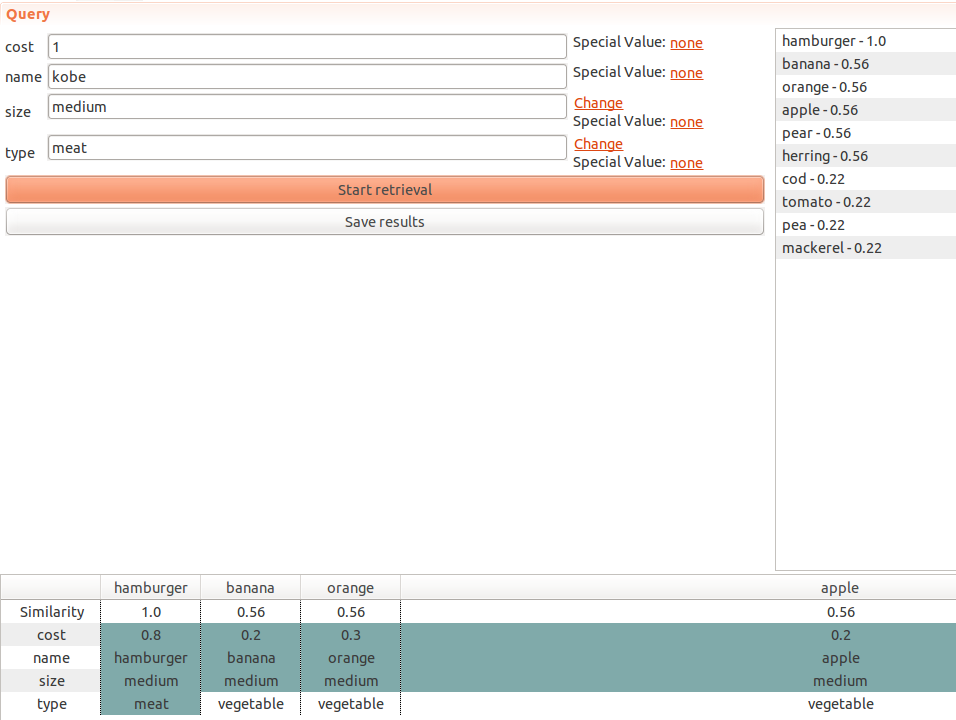 Query
cost 1 Special Value: none
name kobe Special Value: none
size medium Change
Special Value: none
type meat Change
Special Value: none
Start retrieval
Save results
hamburger - 1.0
banana - 0.56
orange - 0.56
apple - 0.56
pear - 0.56
herring - 0.56
cod - 0.22
tomato - 0.22
pea - 0.22
mackerel - 0.22
hamburger banana orange apple
Similarity 1.0 0.56 0.56 0.56
cost 0.8 0.2 0.3 0.2
name hamburger banana orange apple
size medium medium medium medium
type meat vegetable vegetable vegetable